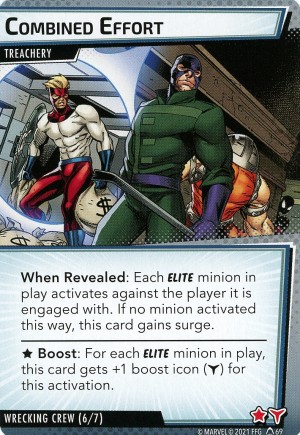 COMBINED EFFORT
TREACHERY
When Revealed: Each ELITE minion in
play activates against the player it is
engaged with. If no minion activated
this way, this card gains surge.
★ Boost: For each ELITE minion in play,
this card gets +1 boost icon () for
this activation.
WRECKING CREW (6/7)
© MARVEL © 2021 FFG 69